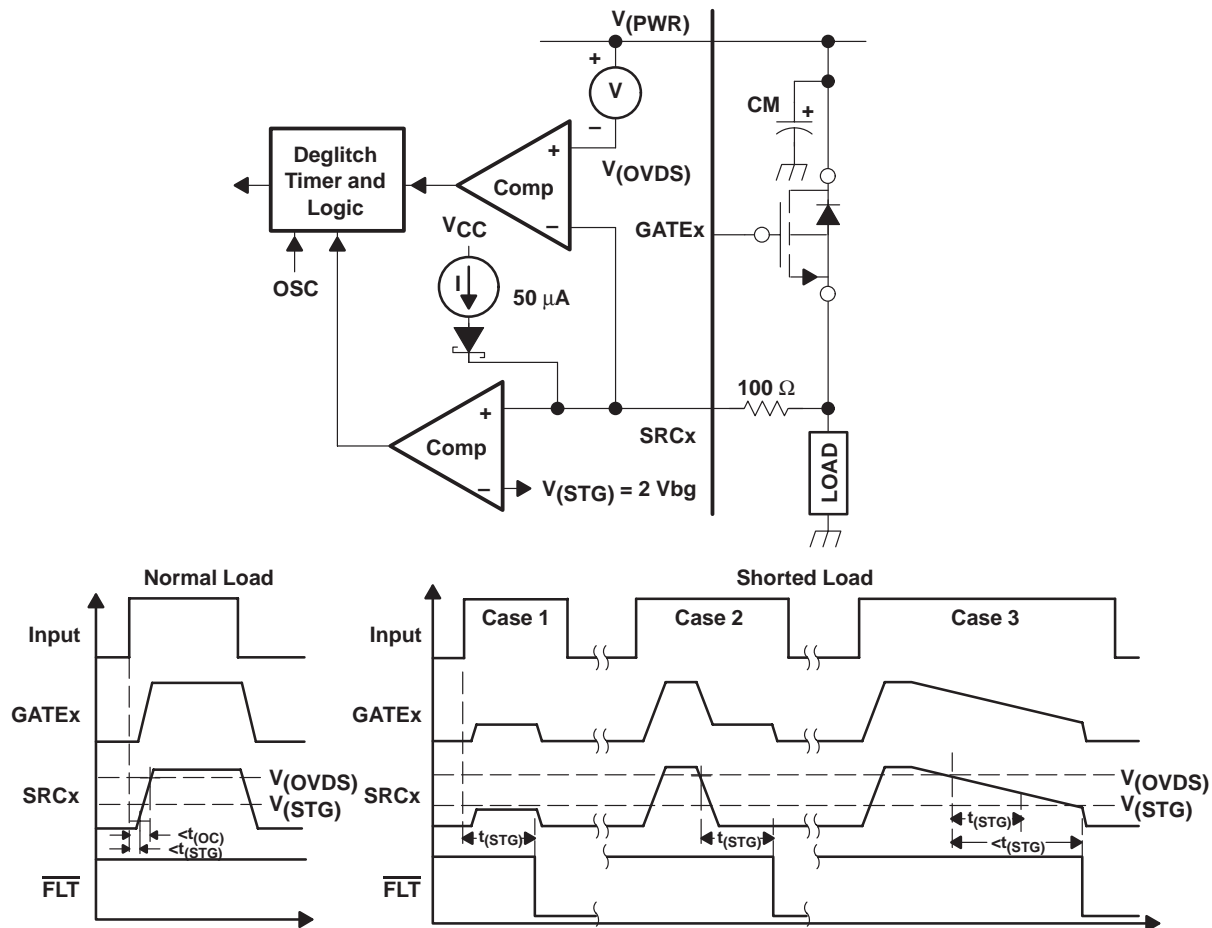 V(PWR)
+
V
−
CM
+
Deglitch
Timer and
Logic
+
Comp
−
V(OVDS)
GATEx
VCC
OSC
I
50 μA
100 Ω
+
Comp
−
SRCx
V(STG) = 2 Vbg
LOAD
Normal Load
Input
GATEx
SRCx
V(OVDS)
V(STG)
<t(OC)
<t(STG)
FLT
Shorted Load
Input
Case 1
Case 2
Case 3
GATEx
SRCx
V(OVDS)
V(STG)
t(STG)
t(STG)
t(STG)
<t(STG)
FLT